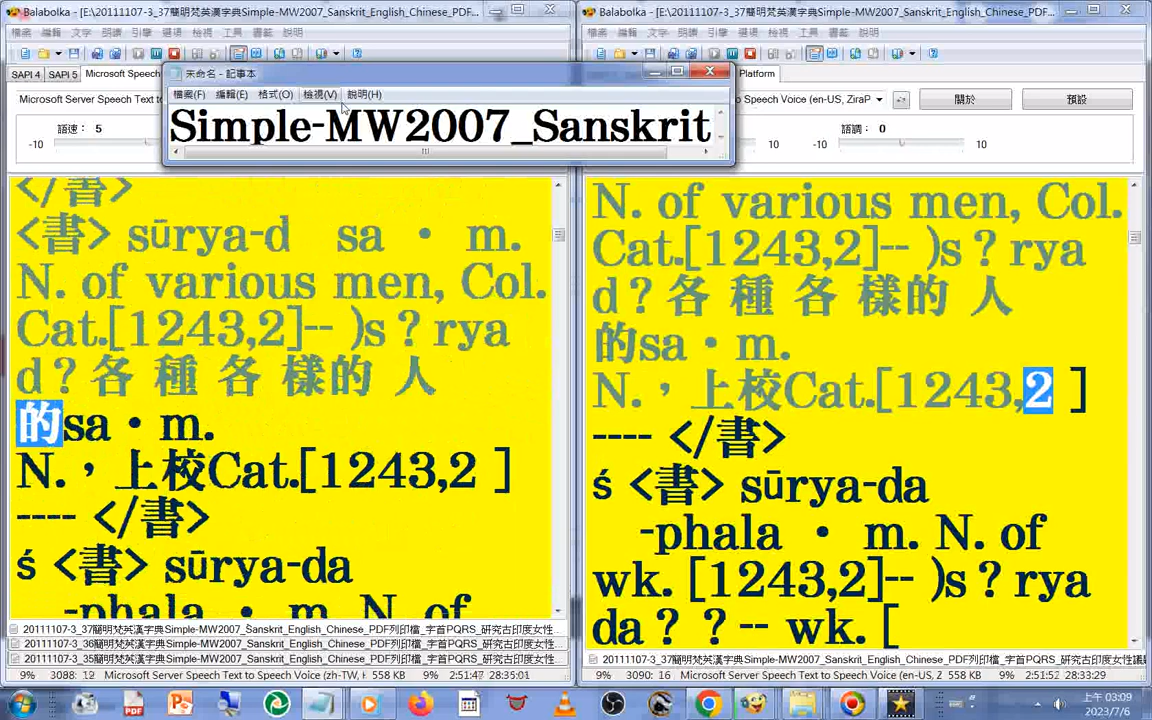 Balabolka - [E:\20111107-3_37簡明梵英漢字典Simple-MW2007_Sanskrit_English_Chinese_PDF...
檔案 編輯 文字 朗讀 引擎 選項 檢視 工具 書籤 說明
SAPI 4 SAPI 5 Microsoft Speech
Microsoft Server Speech Text to
語速： 5
-10
</書>
<書> sūrya-d sa • m.
N. of various men, Col.
Cat.[1243,2]-- )s？rya
d？各 種 各 樣的 人
的sa • m.
N.，上校Cat.[1243,2 ]
---- </書>
ś <書> sūrya-da
-phala • m. N. of
20111107-3_37簡明梵英漢字典Simple-MW2007_Sanskrit_English_Chinese_PDF列印檔_字首PQRS_研究古印度女性...
20111107-3_36簡明梵英漢字典Simple-MW2007_Sanskrit_English_Chinese_PDF列印檔_字首PQRS_研究古印度女性...
20111107-3_35簡明梵英漢字典Simple-MW2007_Sanskrit_English_Chinese_PDF列印檔_字首PQRS_研究古印度女性...
9% 3088: 12 Microsoft Server Speech Text to Speech Voice (zh-TW, H 558 KB 9% 2:51:47 28:35:01
未命名 - 記事本
檔案(F) 編輯(E) 格式(O) 檢視(V) 說明(H)
Simple-MW2007_Sanskrit
Balabolka - [E:\20111107-3_37簡明梵英漢字典Simple-MW2007_Sanskrit_English_Chinese_PDF...
檔案 編輯 文字 朗讀 引擎 選項 檢視 工具 書籤 說明
Platform
Speech Voice (en-US, ZiraP 關於 預設
語調： 0
10 -10 10
N. of various men, Col.
Cat.[1243,2]-- )s？rya
d？各 種 各 樣的 人
的sa • m.
N.，上校Cat.[1243,2 ]
---- </書>
ś <書> sūrya-da
-phala • m. N. of
wk. [1243,2]-- )s？rya
da？？-- wk. [
20111107-3_37簡明梵英漢字典Simple-MW2007_Sanskrit_English_Chinese_PDF列印檔_字首PQRS_研究古印度女性議
9% 3090: 16 Microsoft Server Speech Text to Speech Voice (en-US, Z 558 KB 9% 2:51:52 28:33:29
上午 03:09
2023/7/6